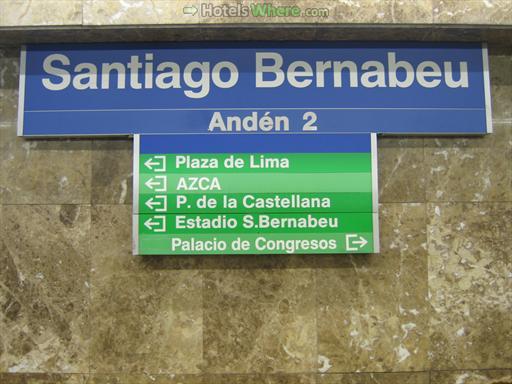 HotelsWhere.com
Santiago Bernabeu
Andén 2
Plaza de Lima
AZCA
P. de la Castellana
Estadio S.Bernabeu
Palacio de Congresos